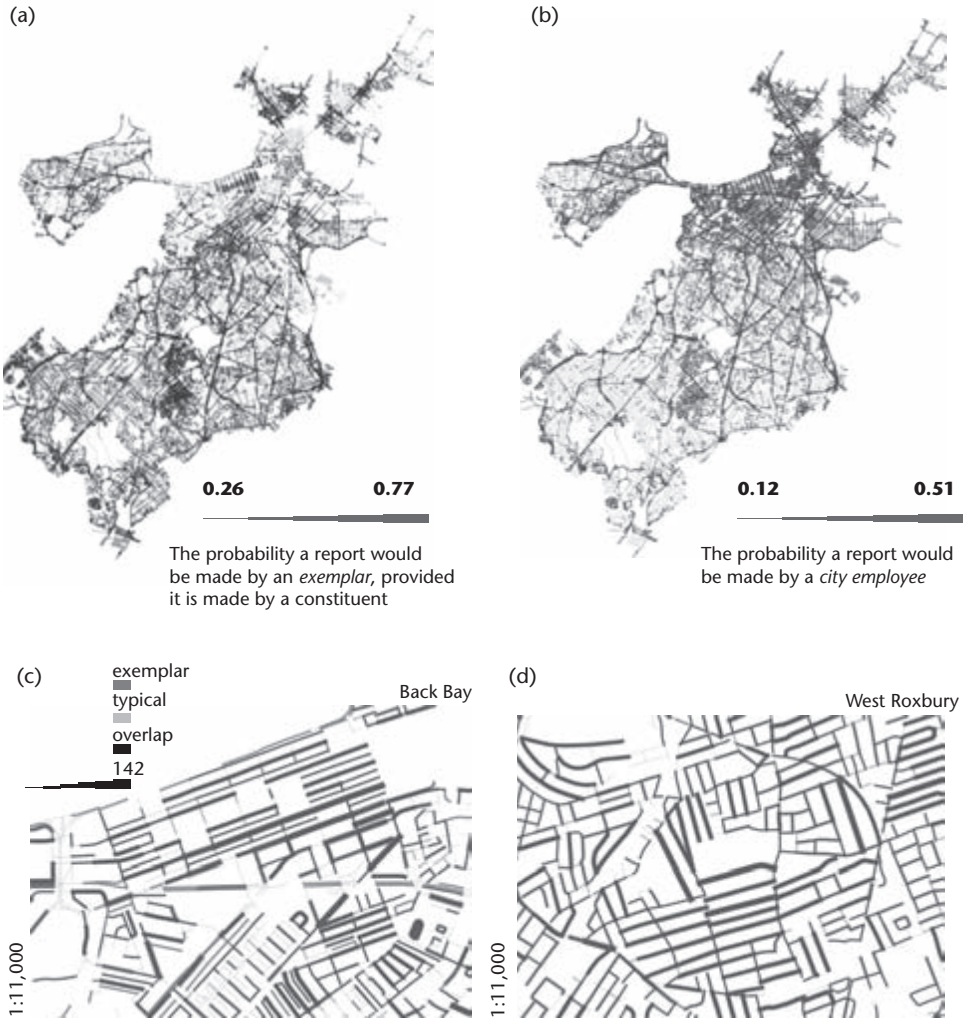 (a)
(b)
0.26 0.77
The probability a report would
be made by an exemplar, provided
it is made by a constituent
0.12 0.51
The probability a report would
be made by a city employee
(c)
exemplar
typical
overlap
142
Back Bay
1:11,000
(d)
West Roxbury
1:11,000